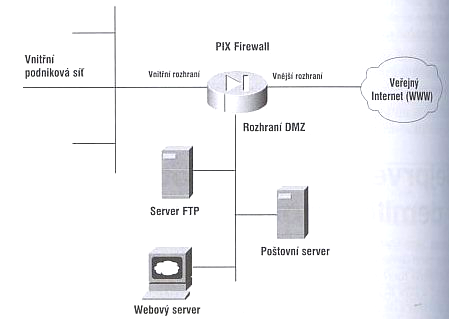 PIX Firewall
Vnitřní
podniková síť
Vnitřní rozhraní
Vnější rozhraní
Veřejný
Internet (WWW)
Rozhraní DMZ
Server FTP
Poštovní server
Webový server